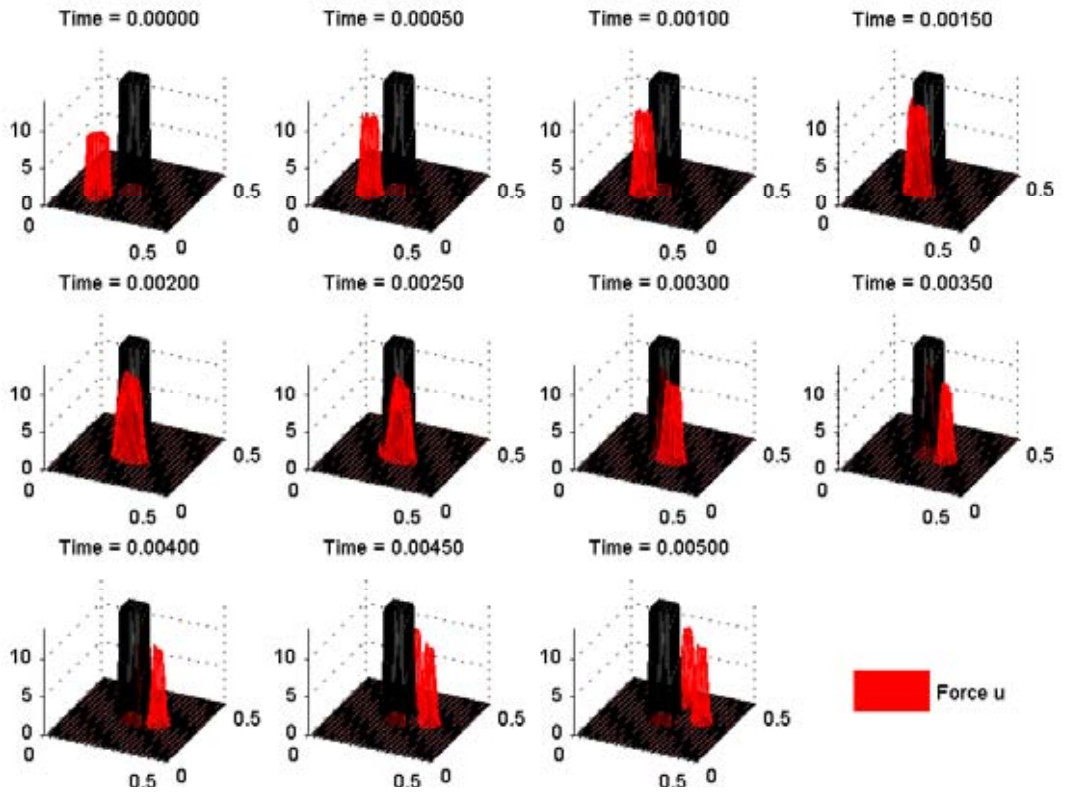 Time = 0.00000 Time = 0.00050 Time = 0.00100 Time = 0.00150
10 10 10 10
5 5 5 5
0 0.5 0 0.5 0 0.5 0 0.5
0 0 0 0
0.5 0 0.5 0 0.5 0 0.5 0
Time = 0.00200 Time = 0.00250 Time = 0.00300 Time = 0.00350
10 10 10 10
5 5 5 5
0 0.5 0 0.5 0 0.5 0 0.5
0 0 0 0
0.5 0 0.5 0 0.5 0 0.5 0
Time = 0.00400 Time = 0.00450 Time = 0.00500
10 10 10
5 5 5 Force u
0 0.5 0 0.5 0 0.5
0 0 0
0.5 0 0.5 0 0.5 0